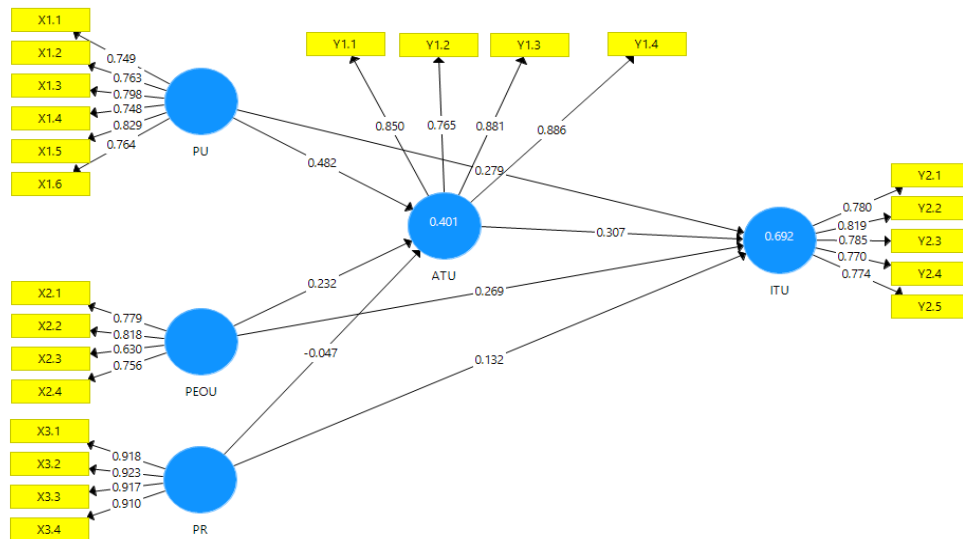 X1.1
X1.2
X1.3
X1.4
X1.5
X1.6
0.749
0.763
0.798
0.748
0.829
0.764
PU
Y1.1
Y1.2
Y1.3
Y1.4
0.850
0.765
0.881
0.886
0.482
0.279
0.401
ATU
0.307
0.692
ITU
Y2.1
Y2.2
Y2.3
Y2.4
Y2.5
0.780
0.819
0.785
0.770
0.774
0.232
0.269
-0.047
0.132
X2.1
X2.2
X2.3
X2.4
0.779
0.818
0.630
0.756
PEOU
X3.1
X3.2
X3.3
X3.4
0.918
0.923
0.917
0.910
PR